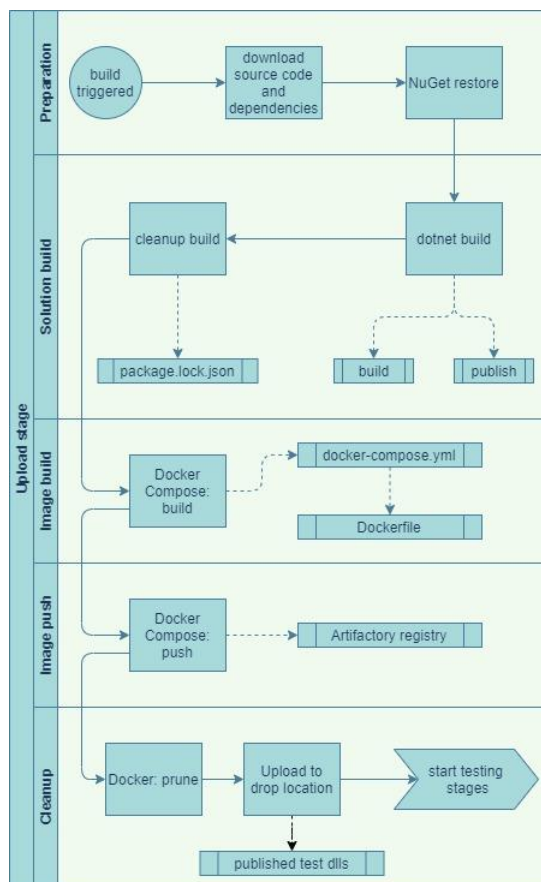 Upload stage
Preparation
build
triggered
download
source code
and
dependencies
NuGet restore
Solution build
cleanup build
dotnet build
package.lock.json
build
publish
Image build
Docker
Compose:
build
docker-compose.yml
Dockerfile
Image push
Docker
Compose:
push
Artifactory registry
Cleanup
Docker: prune
Upload to
drop location
start testing
stages
published test dlls